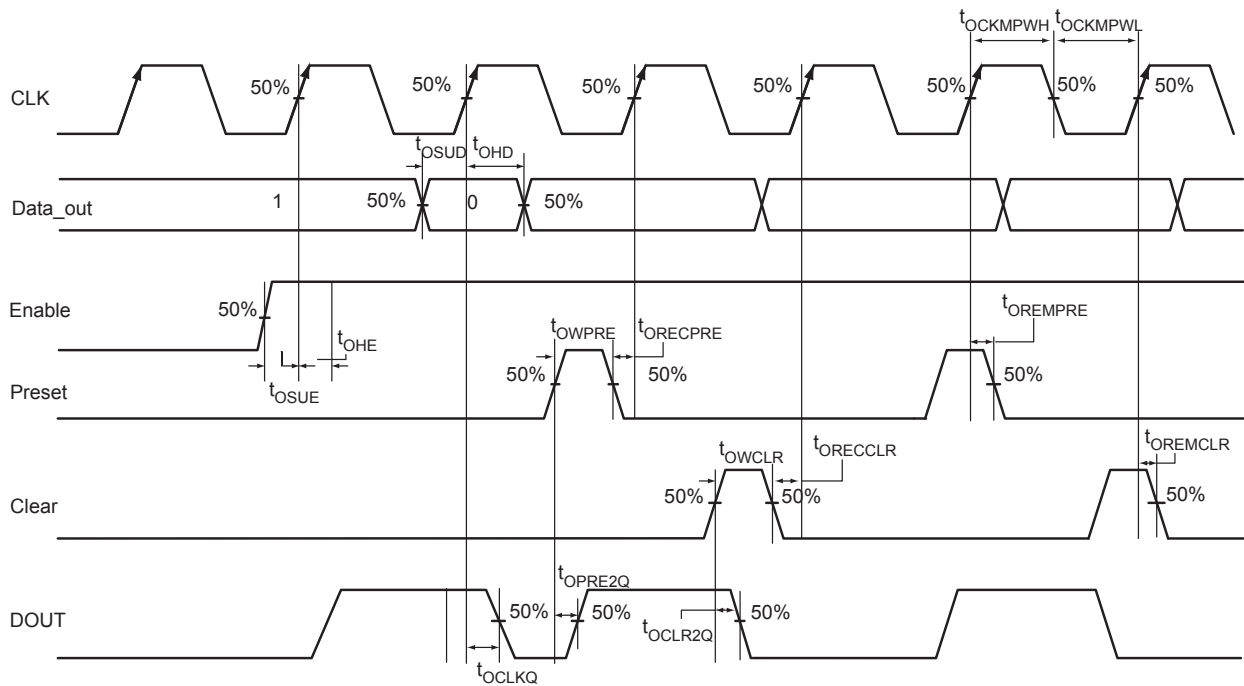 tOCKMPWH tOCKMPWL
CLK 50% 50% 50% 50% 50% 50% 50%
tOSUD tOHD
Data_out 1 50% 0 50%
Enable 50%
tOHE
tOSUE
tOWPRE tORECPRE tOREMPRE
Preset 50% 50% 50%
tOWCLR tORECCLR tOREMCLR
Clear 50% 50% 50%
tOPRE2Q
DOUT 50% 50% 50%
tOCLR2Q
tOCLKQ